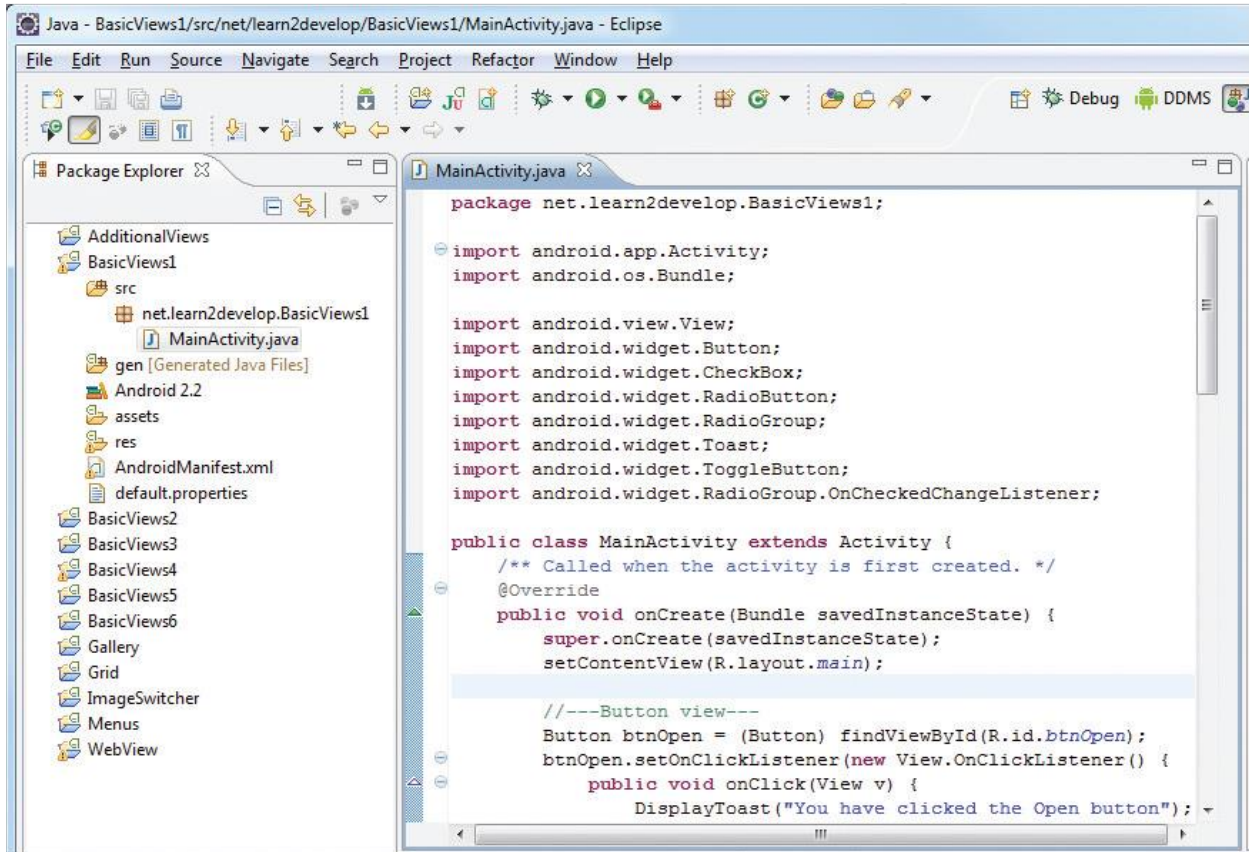 Java - BasicViews1/src/net/learn2develop/BasicViews1/MainActivity.java - Eclipse
File Edit Run Source Navigate Search Project Refactor Window Help
Debug DDMS
Package Explorer
MainActivity.java
AdditionalViews
BasicViews1
src
net.learn2develop.BasicViews1
MainActivity.java
gen [Generated Java Files]
Android 2.2
assets
res
AndroidManifest.xml
default.properties
BasicViews2
BasicViews3
BasicViews4
BasicViews5
BasicViews6
Gallery
Grid
ImageSwitcher
Menus
WebView
package net.learn2develop.BasicViews1;
import android.app.Activity;
import android.os.Bundle;
import android.view.View;
import android.widget.Button;
import android.widget.CheckBox;
import android.widget.RadioButton;
import android.widget.RadioGroup;
import android.widget.Toast;
import android.widget.ToggleButton;
import android.widget.RadioGroup.OnCheckedChangeListener;
public class MainActivity extends Activity {
/** Called when the activity is first created. */
@Override
public void onCreate(Bundle savedInstanceState) {
super.onCreate(savedInstanceState);
setContentView(R.layout.main);
//---Button view---
Button btnOpen = (Button) findViewById(R.id.btnOpen);
btnOpen.setOnClickListener(new View.OnClickListener() {
public void onClick(View v) {
DisplayToast("You have clicked the Open button");